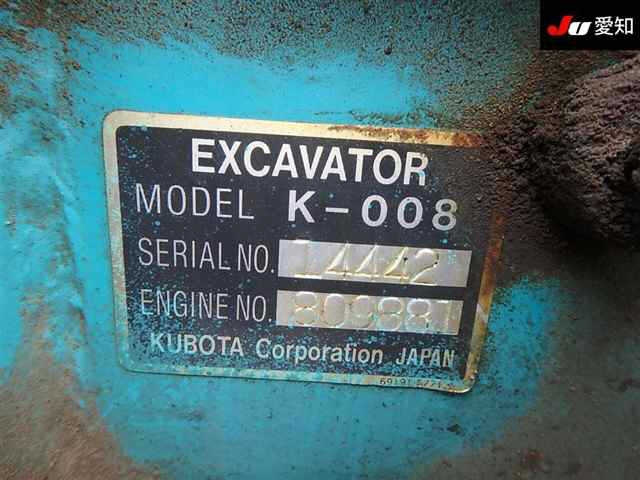 JU 愛知
EXCAVATOR
MODEL K-008
SERIAL NO. 14442
ENGINE NO. 809881
KUBOTA Corporation JAPAN